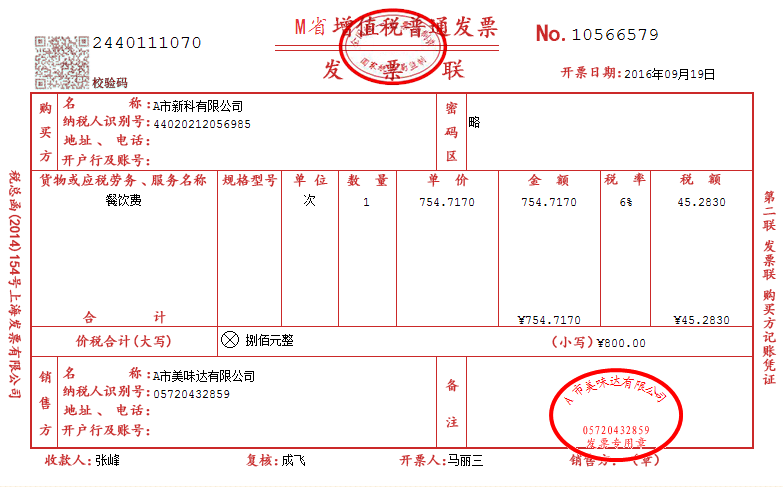 M省增值税普通发票
2440111070
No. 10566579
发票联
国家税务总局监制
校验码
开票日期:2016年09月19日
购买方
名称:A市新科有限公司
纳税人识别号:44020212056985
地址、电话:
开户行及账号:
密码区
略
货物或应税劳务、服务名称 规格型号 单位 数量 单价 金额 税率 税额
餐饮费 次 1 754.7170 754.7170 6% 45.2830
合计 ¥754.7170 ¥45.2830
价税合计(大写) ⊗ 捌佰元整 (小写)¥800.00
销售方
名称:A市美味达有限公司
纳税人识别号:05720432859
地址、电话:
开户行及账号:
备注
A市美味达有限公司
05720432859
发票专用章
收款人:张峰 复核:成飞 开票人:马丽三 销售方:(章)
税总函(2014)154号上海发票有限公司
第二联 发票联 购买方记账凭证